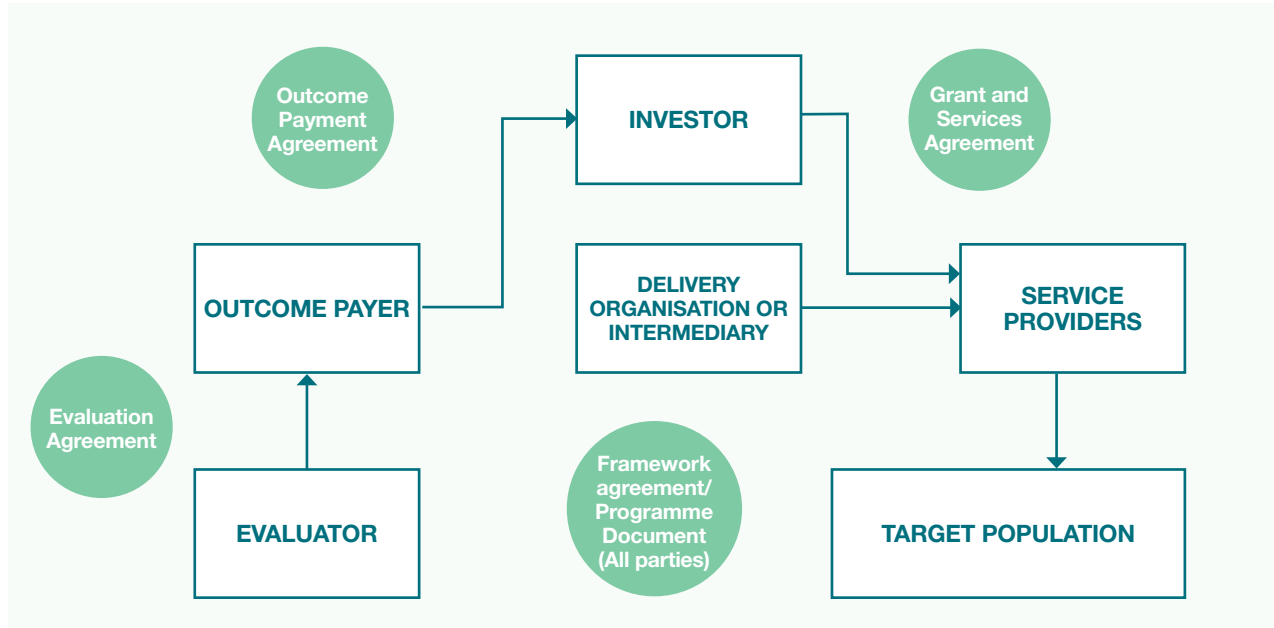 Outcome
Payment
Agreement
INVESTOR
Grant and
Services
Agreement
OUTCOME PAYER
DELIVERY
ORGANISATION OR
INTERMEDIARY
SERVICE
PROVIDERS
Evaluation
Agreement
EVALUATOR
Framework
agreement/
Programme
Document
(All parties)
TARGET POPULATION